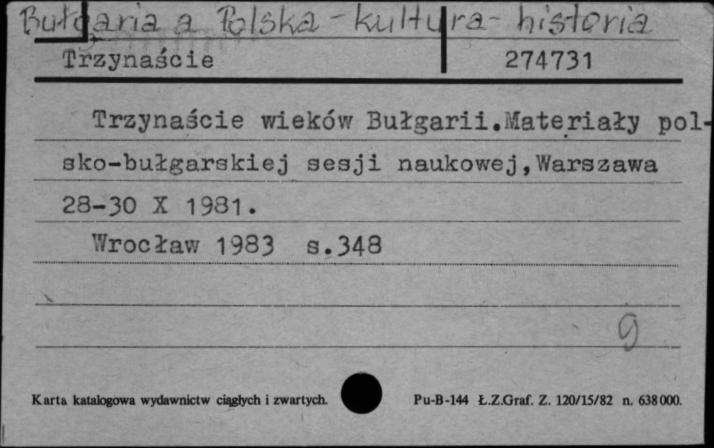 Bułgaria a Polska - kultura - historia
Trzynaście 274731
Trzynaście wieków Bułgarii.Materiały pol-
sko-bułgarskiej sesji naukowej,Warszawa
28-30 X 1981.
Wrocław 1983 s.348
g
Karta katalogowa wydawnictw ciągłych i zwartych. Pu-B-144 Ł.Z.Graf. Z. 120/15/82 n. 638000.